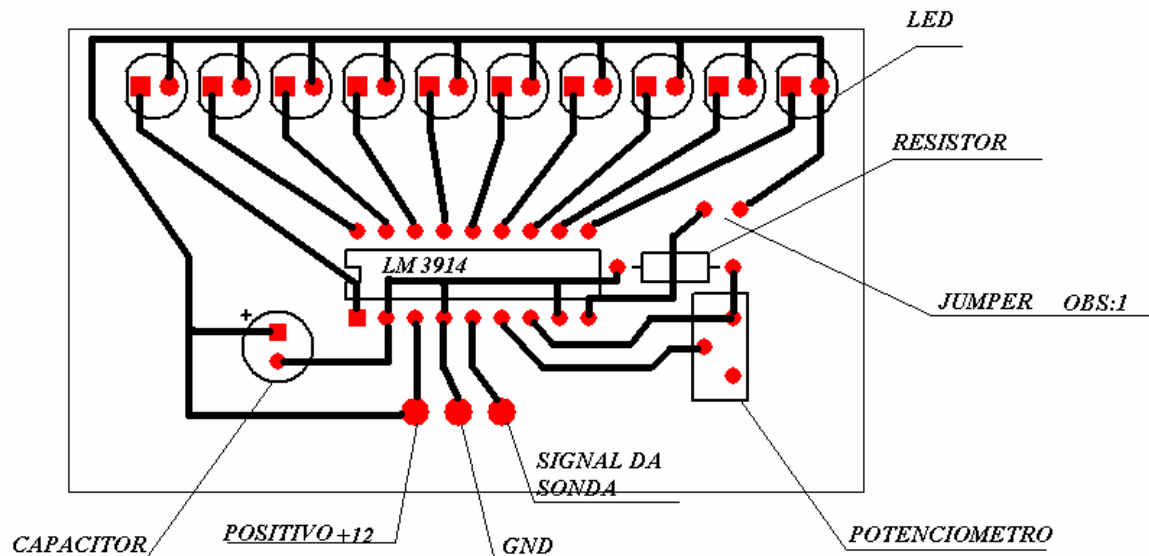 LED
RESISTOR
LM 3914
JUMPER OBS:1
+
SIGNAL DA
SONDA
POSITIVO +12
CAPACITOR
GND
POTENCIOMETRO